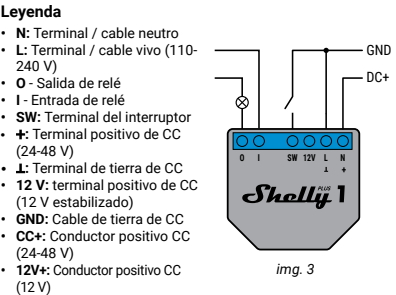 Leyenda
• N: Terminal / cable neutro
• L: Terminal / cable vivo (110-
240 V)
• O - Salida de relé
• I - Entrada de relé
• SW: Terminal del interruptor
• +: Terminal positivo de CC
(24-48 V)
• ⊥: Terminal de tierra de CC
• 12 V: terminal positivo de CC
(12 V estabilizado)
• GND: Cable de tierra de CC
• CC+: Conductor positivo CC
(24-48 V)
• 12V+: Conductor positivo CC
(12 V)
GND
DC+
O I SW 12V L N
⊥ +
Shelly PLUS 1
img. 3